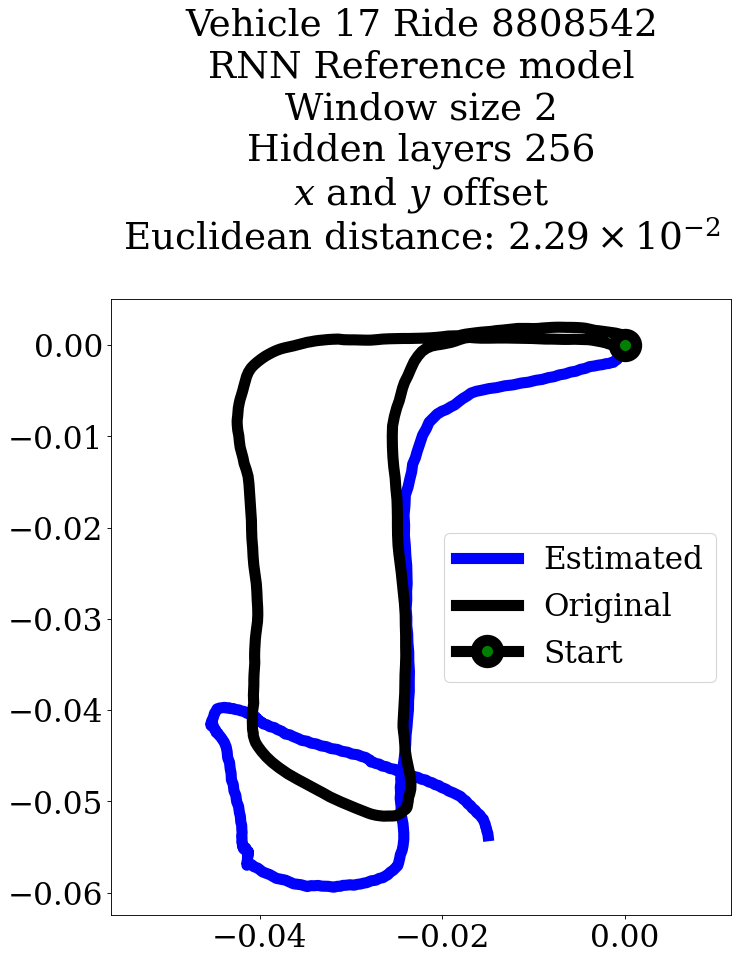 Vehicle 17 Ride 8808542
RNN Reference model
Window size 2
Hidden layers 256
x and y offset
Euclidean distance: 2.29 × 10⁻²
0.00
−0.01
−0.02
−0.03
−0.04
−0.05
−0.06
Estimated
Original
Start
−0.04
−0.02
0.00